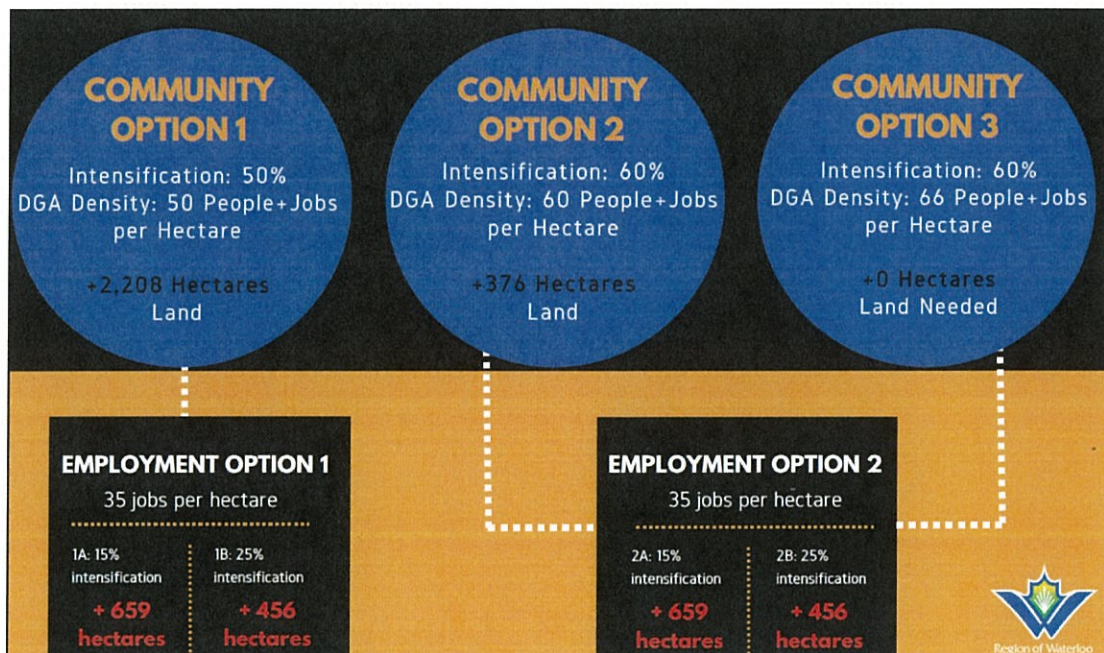 COMMUNITY
OPTION 1
Intensification: 50%
DGA Density: 50 People+Jobs
per Hectare
+2,208 Hectares
Land
COMMUNITY
OPTION 2
Intensification: 60%
DGA Density: 60 People+Jobs
per Hectare
+376 Hectares
Land
COMMUNITY
OPTION 3
Intensification: 60%
DGA Density: 66 People+Jobs
per Hectare
+0 Hectares
Land Needed
EMPLOYMENT OPTION 1
35 jobs per hectare
1A: 15%
intensification
+ 659
hectares
1B: 25%
intensification
+ 456
hectares
EMPLOYMENT OPTION 2
35 jobs per hectare
2A: 15%
intensification
+ 659
hectares
2B: 25%
intensification
+ 456
hectares
Region of Waterloo